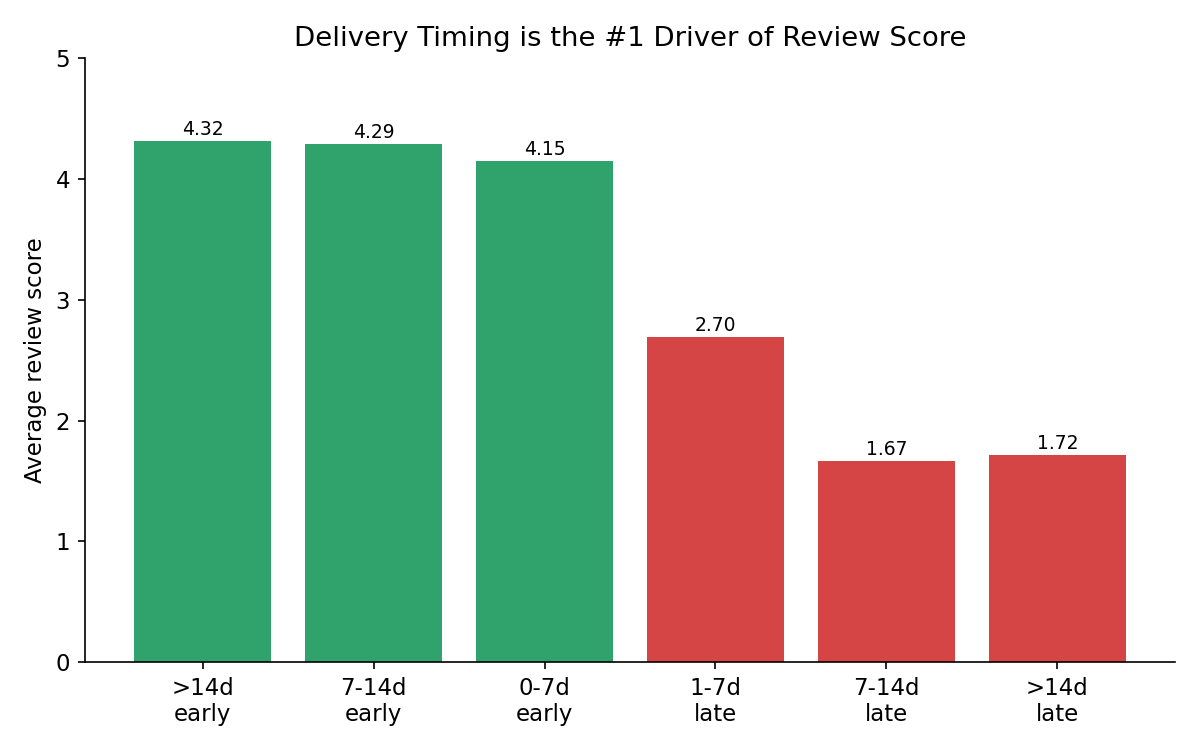 Delivery Timing is the #1 Driver of Review Score
Average review score
5
4
3
2
1
0
4.32
4.29
4.15
2.70
1.67
1.72
>14d
early
7-14d
early
0-7d
early
1-7d
late
7-14d
late
>14d
late